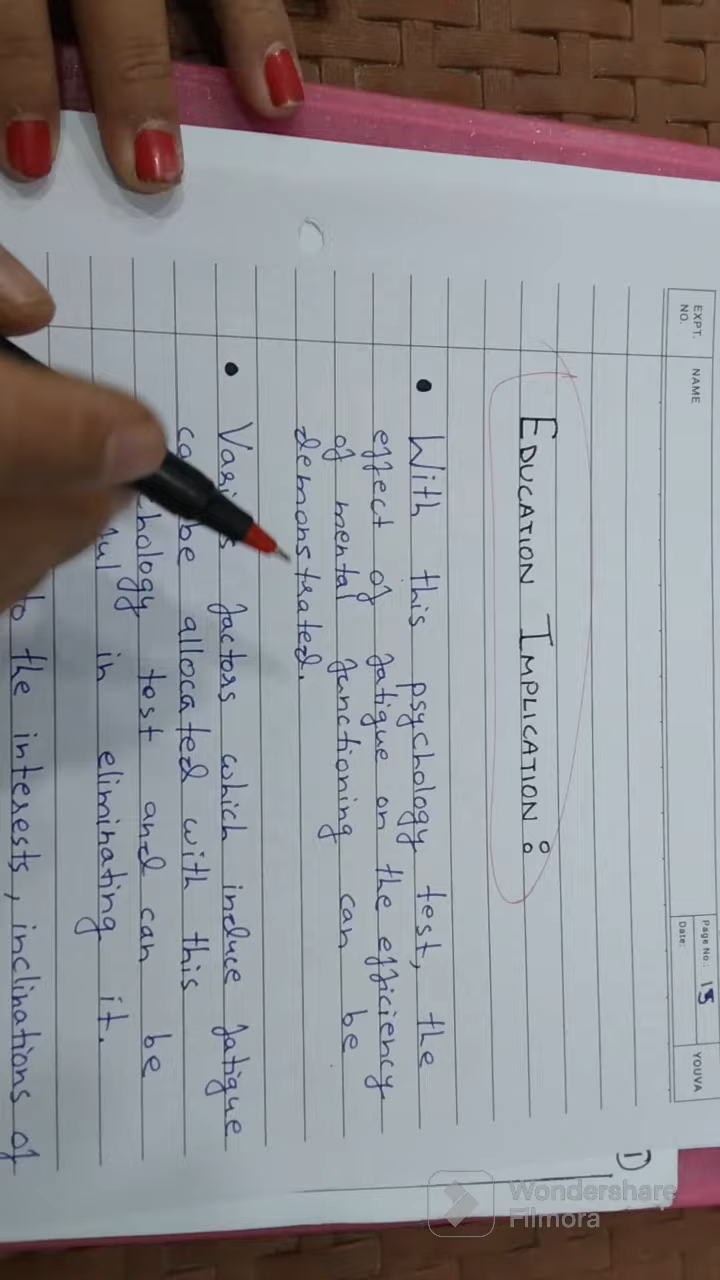 EXPT. NO.
NAME
Page No.: 15
Date:
YOUVA
EDUCATION IMPLICATION :
• With this psychology test, the
effect of fatigue on the efficiency
of mental functioning can be
demonstrated.
• factors which induce fatigue
be allocated with this
test and can be
in eliminating it.
to the interests, inclinations of
1)
Wondershare
Filmora